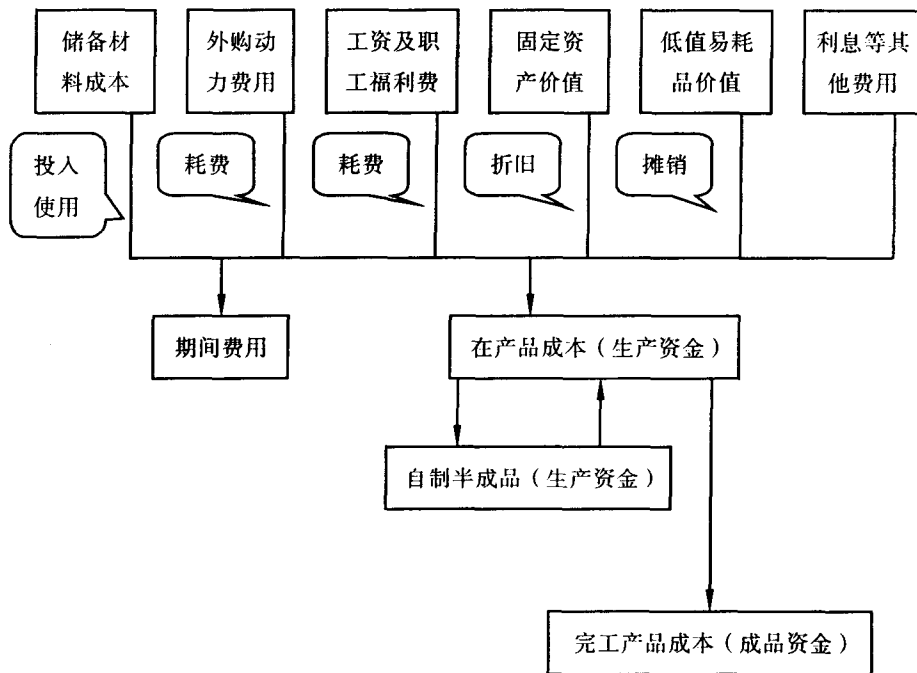 储备材
料成本
外购动
力费用
工资及职
工福利费
固定资
产价值
低值易耗
品价值
利息等其
他费用
投入
使用
耗费
耗费
折旧
摊销
期间费用
在产品成本（生产资金）
自制半成品（生产资金）
完工产品成本（成品资金）